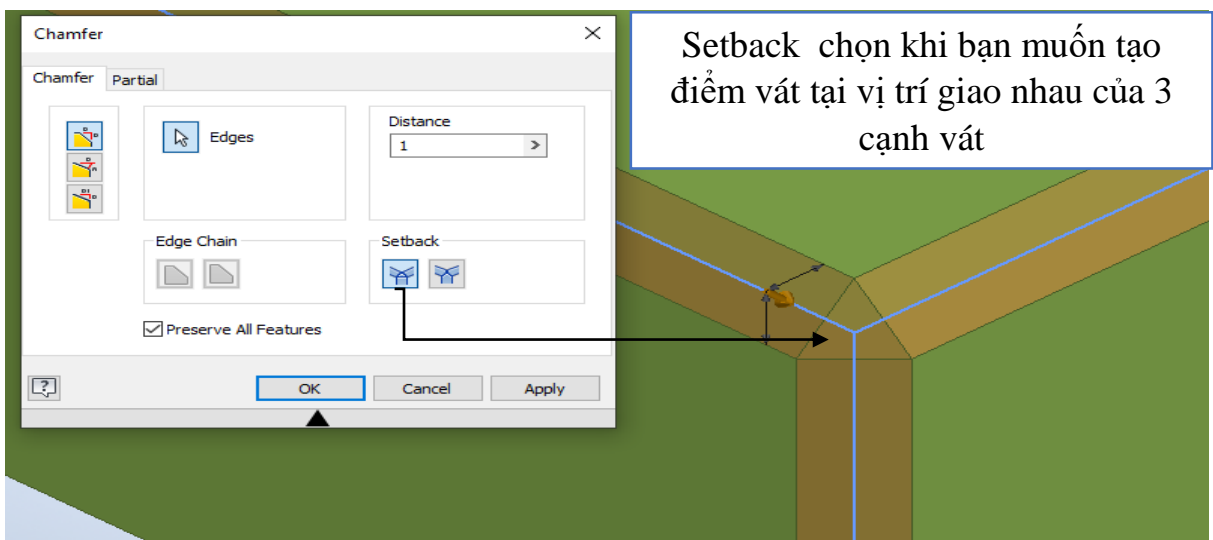 Chamfer
Setback chọn khi bạn muốn tạo
điểm vát tại vị trí giao nhau của 3
cạnh vát
Chamfer Partial
Edges
Distance
1
Edge Chain
Setback
Preserve All Features
OK Cancel Apply